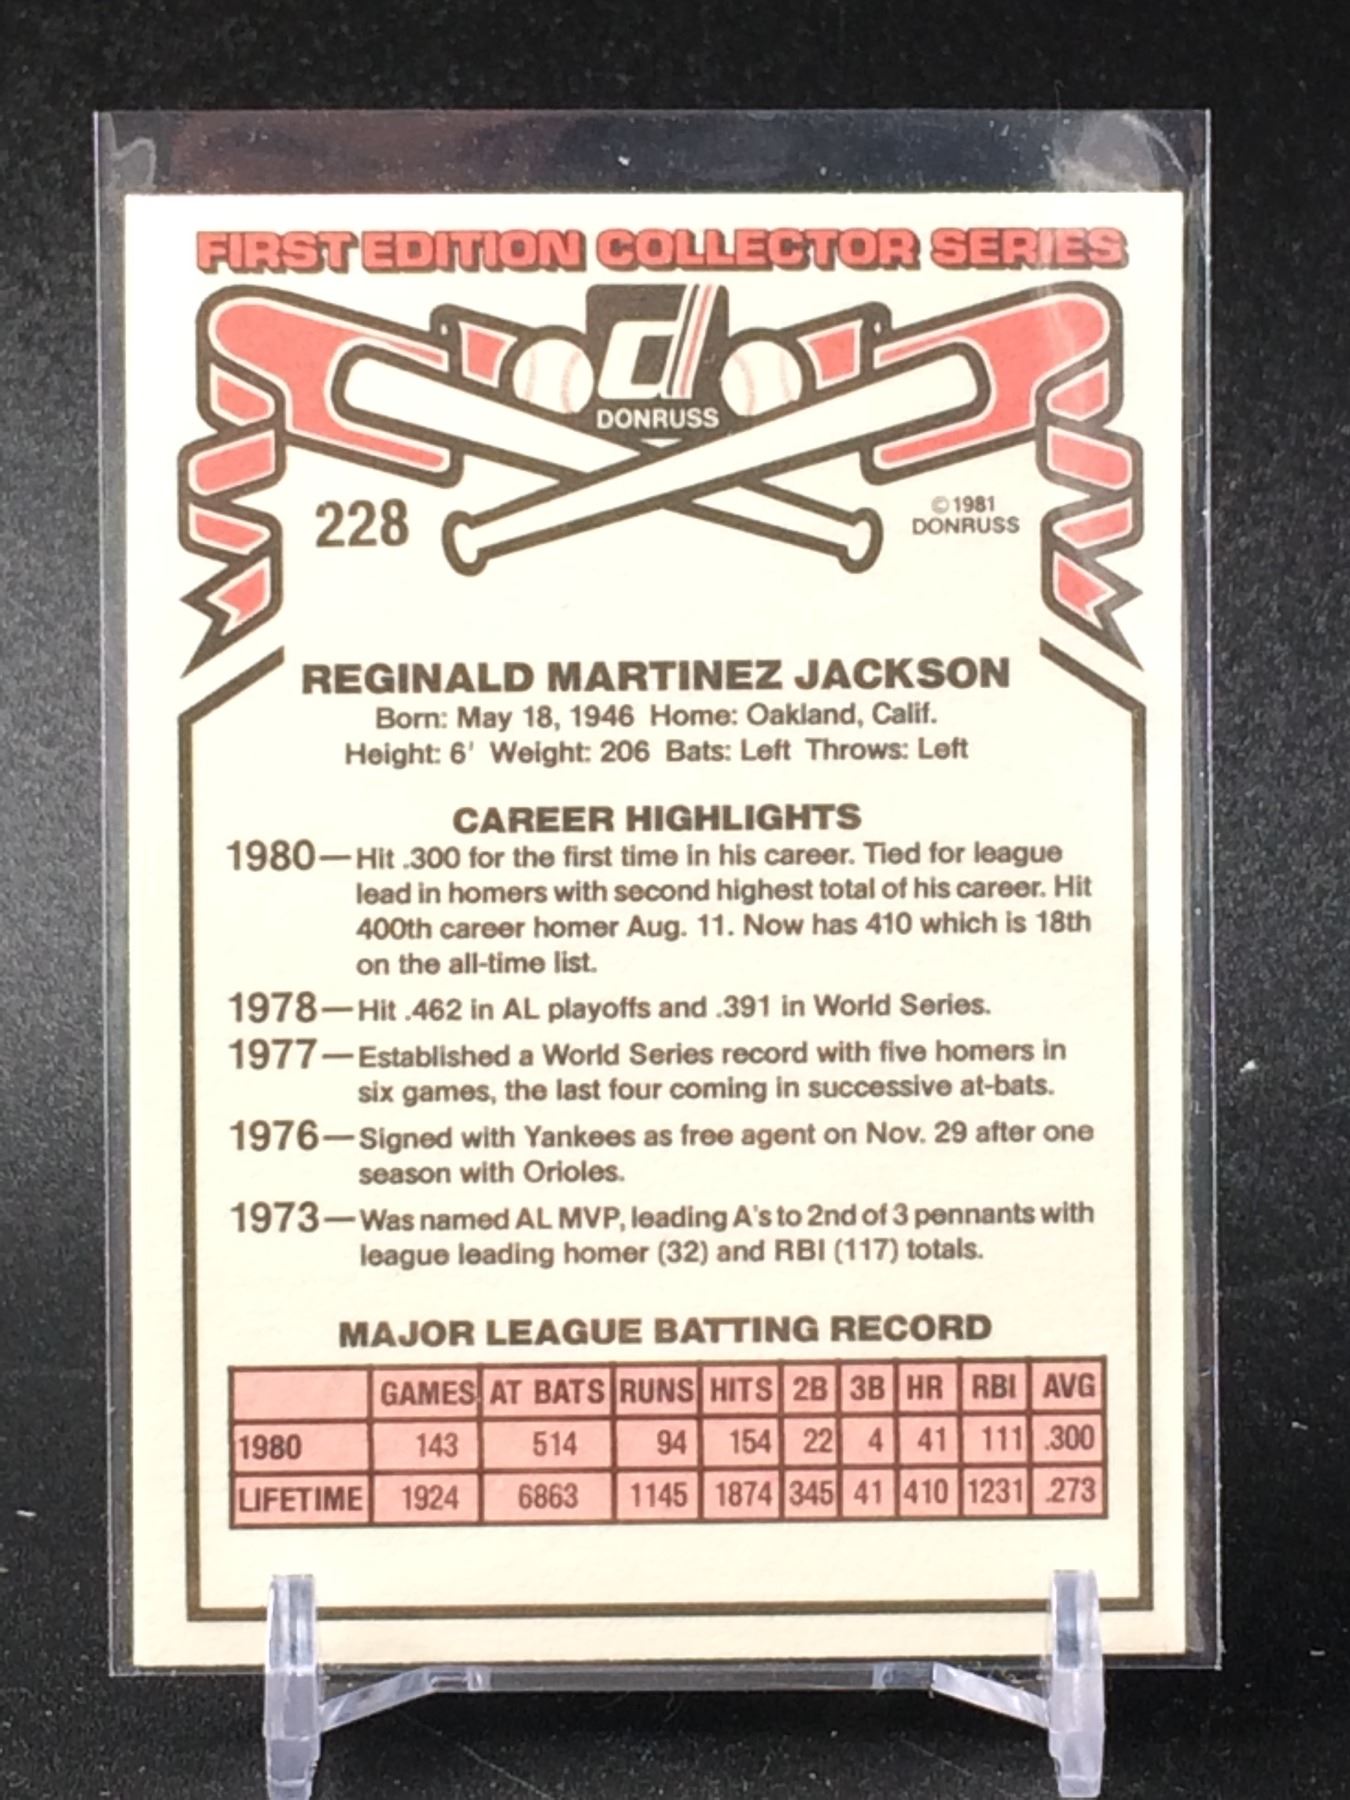 FIRST EDITION COLLECTOR SERIES
d
DONRUSS
228
© 1981
DONRUSS
REGINALD MARTINEZ JACKSON
Born: May 18, 1946 Home: Oakland, Calif.
Height: 6' Weight: 206 Bats: Left Throws: Left
CAREER HIGHLIGHTS
1980—Hit .300 for the first time in his career. Tied for league
lead in homers with second highest total of his career. Hit
400th career homer Aug. 11. Now has 410 which is 18th
on the all-time list.
1978—Hit .462 in AL playoffs and .391 in World Series.
1977—Established a World Series record with five homers in
six games, the last four coming in successive at-bats.
1976—Signed with Yankees as free agent on Nov. 29 after one
season with Orioles.
1973—Was named AL MVP, leading A's to 2nd of 3 pennants with
league leading homer (32) and RBI (117) totals.
MAJOR LEAGUE BATTING RECORD
GAMES AT BATS RUNS HITS 2B 3B HR RBI AVG
1980 143 514 94 154 22 4 41 111 .300
LIFETIME 1924 6863 1145 1874 345 41 410 1231 .273